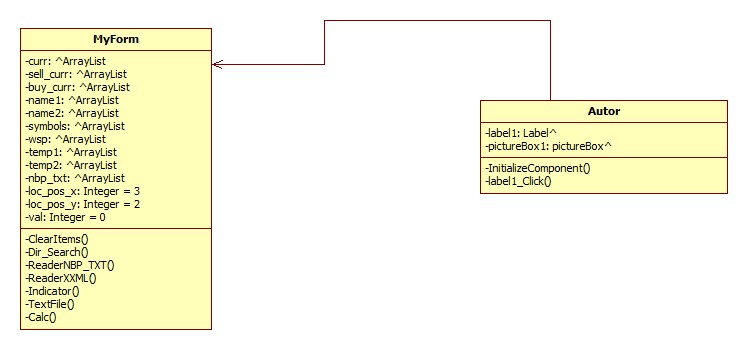 MyForm
-curr: ^ArrayList
-sell_curr: ^ArrayList
-buy_curr: ^ArrayList
-name1: ^ArrayList
-name2: ^ArrayList
-symbols: ^ArrayList
-wsp: ^ArrayList
-temp1: ^ArrayList
-temp2: ^ArrayList
-nbp_txt: ^ArrayList
-loc_pos_x: Integer = 3
-loc_pos_y: Integer = 2
-val: Integer = 0
-ClearItems()
-Dir_Search()
-ReaderNBP_TXT()
-ReaderXXML()
-Indicator()
-TextFile()
-Calc()
Autor
-label1: Label^
-pictureBox1: pictureBox^
-InitializeComponent()
-label1_Click()